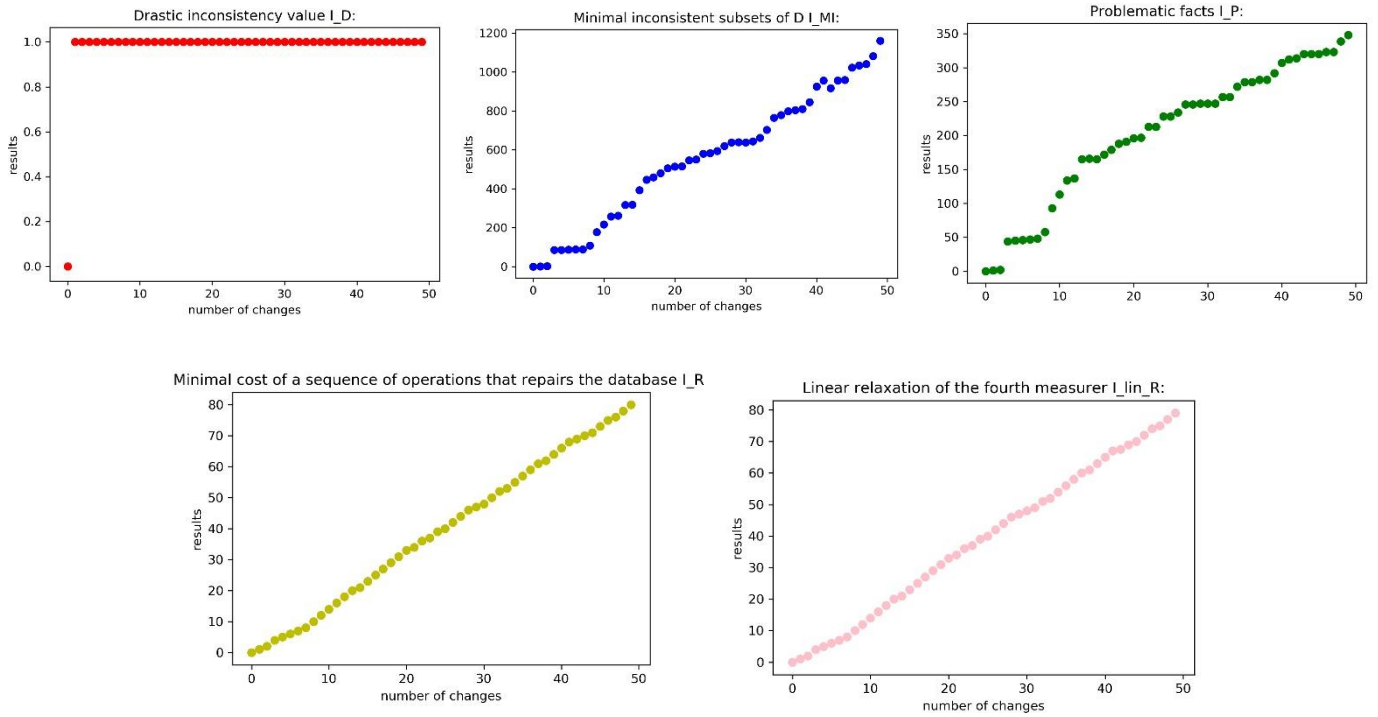 Drastic inconsistency value I_D:
1.0
0.8
0.6
0.4
0.2
0.0
results
0 10 20 30 40 50
number of changes
Minimal inconsistent subsets of D I_MI:
1200
1000
800
600
400
200
0
results
0 10 20 30 40 50
number of changes
Problematic facts I_P:
350
300
250
200
150
100
50
0
results
0 10 20 30 40 50
number of changes
Minimal cost of a sequence of operations that repairs the database I_R
80
70
60
50
40
30
20
10
0
results
0 10 20 30 40 50
number of changes
Linear relaxation of the fourth measurer I_lin_R:
80
70
60
50
40
30
20
10
0
results
0 10 20 30 40 50
number of changes